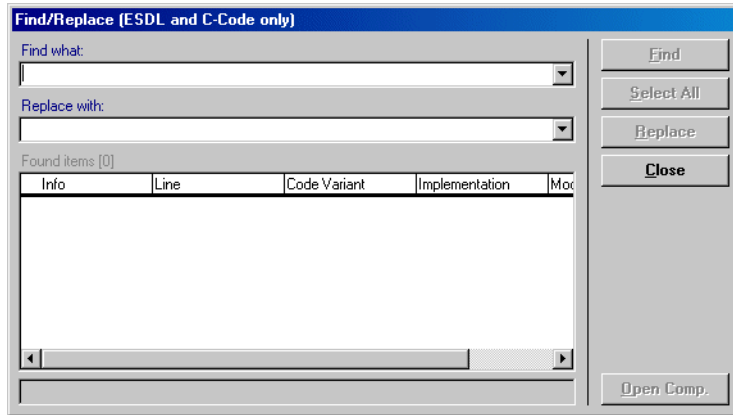 Find/Replace (ESDL and C-Code only)
Find what:
Find
Select All
Replace with:
Replace
Found items [0]
Close
Info Line Code Variant Implementation Moc
Open Comp.